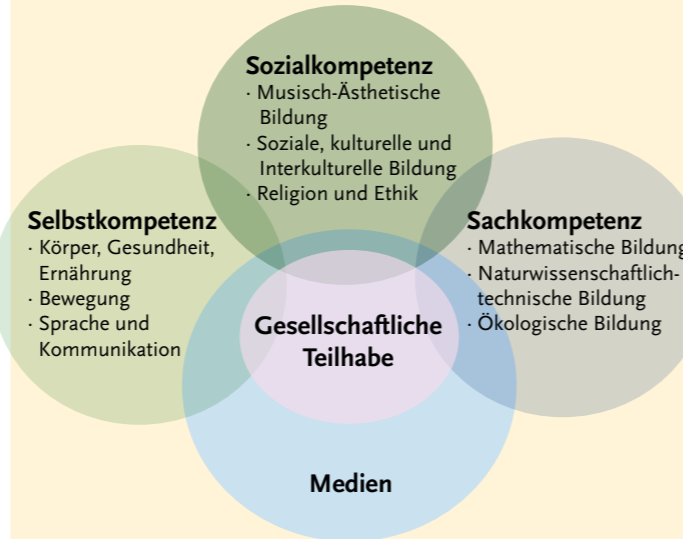 Sozialkompetenz
· Musisch-Ästhetische
Bildung
· Soziale, kulturelle und
Interkulturelle Bildung
· Religion und Ethik
Selbstkompetenz
· Körper, Gesundheit,
Ernährung
· Bewegung
· Sprache und
Kommunikation
Sachkompetenz
· Mathematische Bildung
· Naturwissenschaftlich-
technische Bildung
· Ökologische Bildung
Gesellschaftliche
Teilhabe
Medien